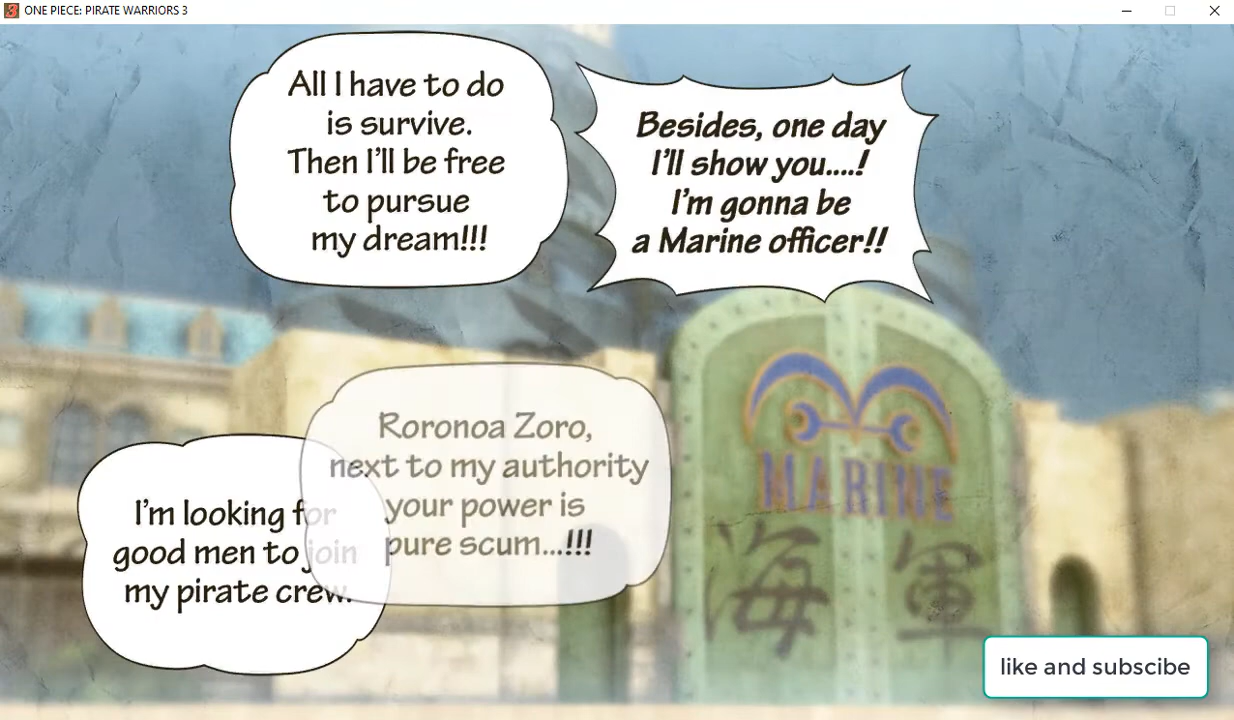 ONE PIECE: PIRATE WARRIORS 3
All I have to do
is survive.
Then I'll be free
to pursue
my dream!!!
Besides, one day
I'll show you....!
I'm gonna be
a Marine officer!!
I'm looking for
good men to join
my pirate crew.
Roronoa Zoro,
next to my authority
your power is
pure scum...!!!
MARINE
海軍
like and subscibe